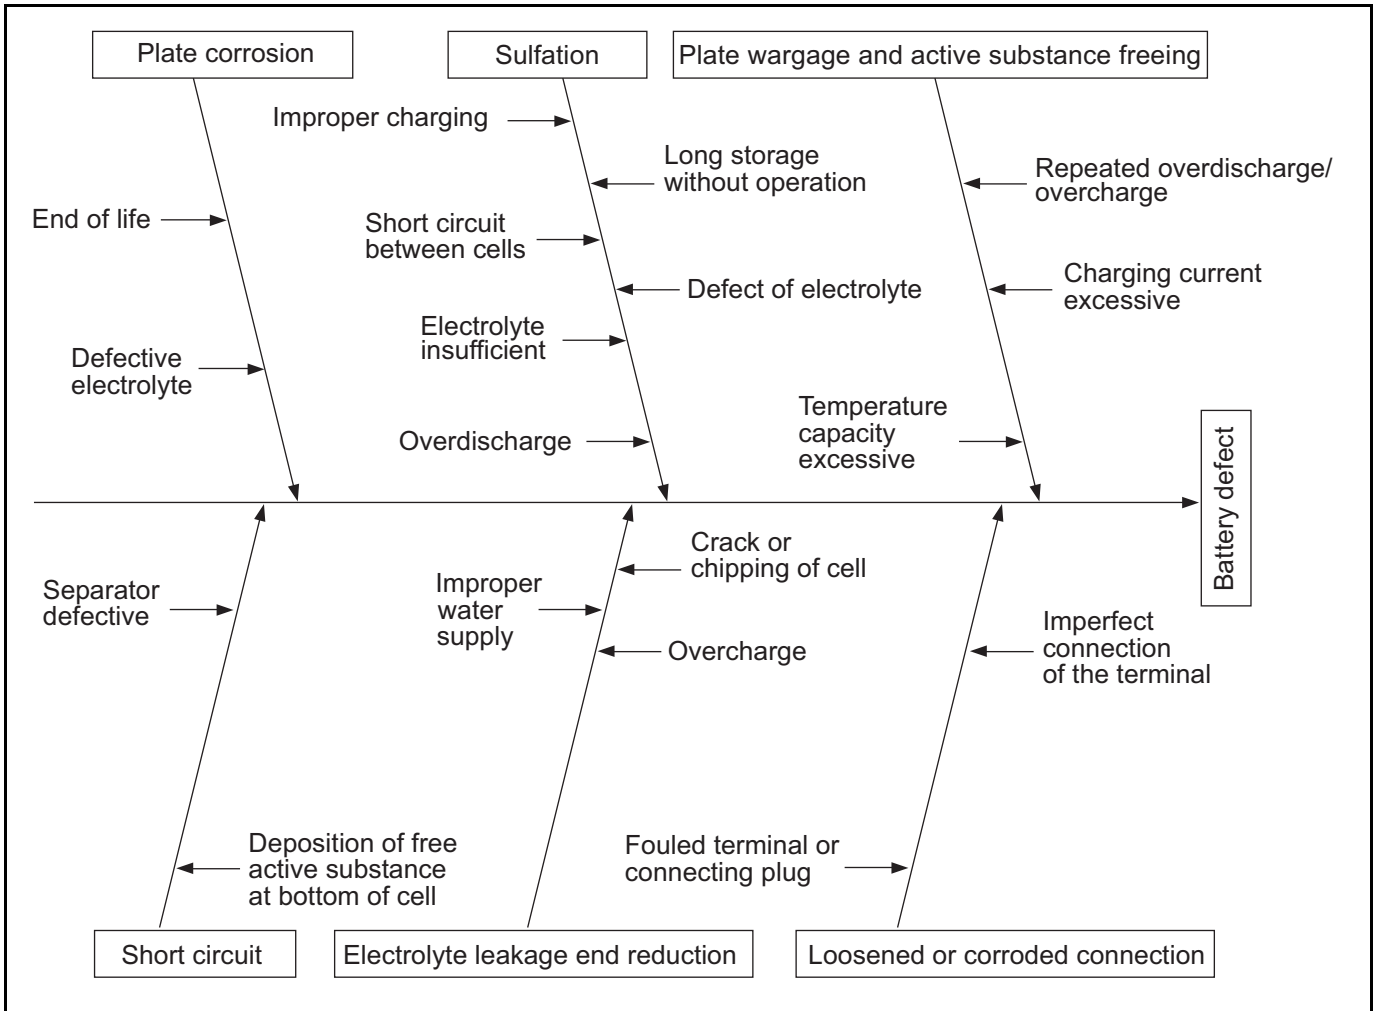 Plate corrosion
Sulfation
Plate wargage and active substance freeing
Improper charging
Long storage
without operation
Repeated overdischarge/
overcharge
End of life
Short circuit
between cells
Defect of electrolyte
Charging current
excessive
Electrolyte
insufficient
Defective
electrolyte
Temperature
capacity
excessive
Overdischarge
Battery defect
Crack or
chipping of cell
Separator
defective
Improper
water
supply
Imperfect
connection
of the terminal
Overcharge
Deposition of free
active substance
at bottom of cell
Fouled terminal or
connecting plug
Short circuit
Electrolyte leakage end reduction
Loosened or corroded connection